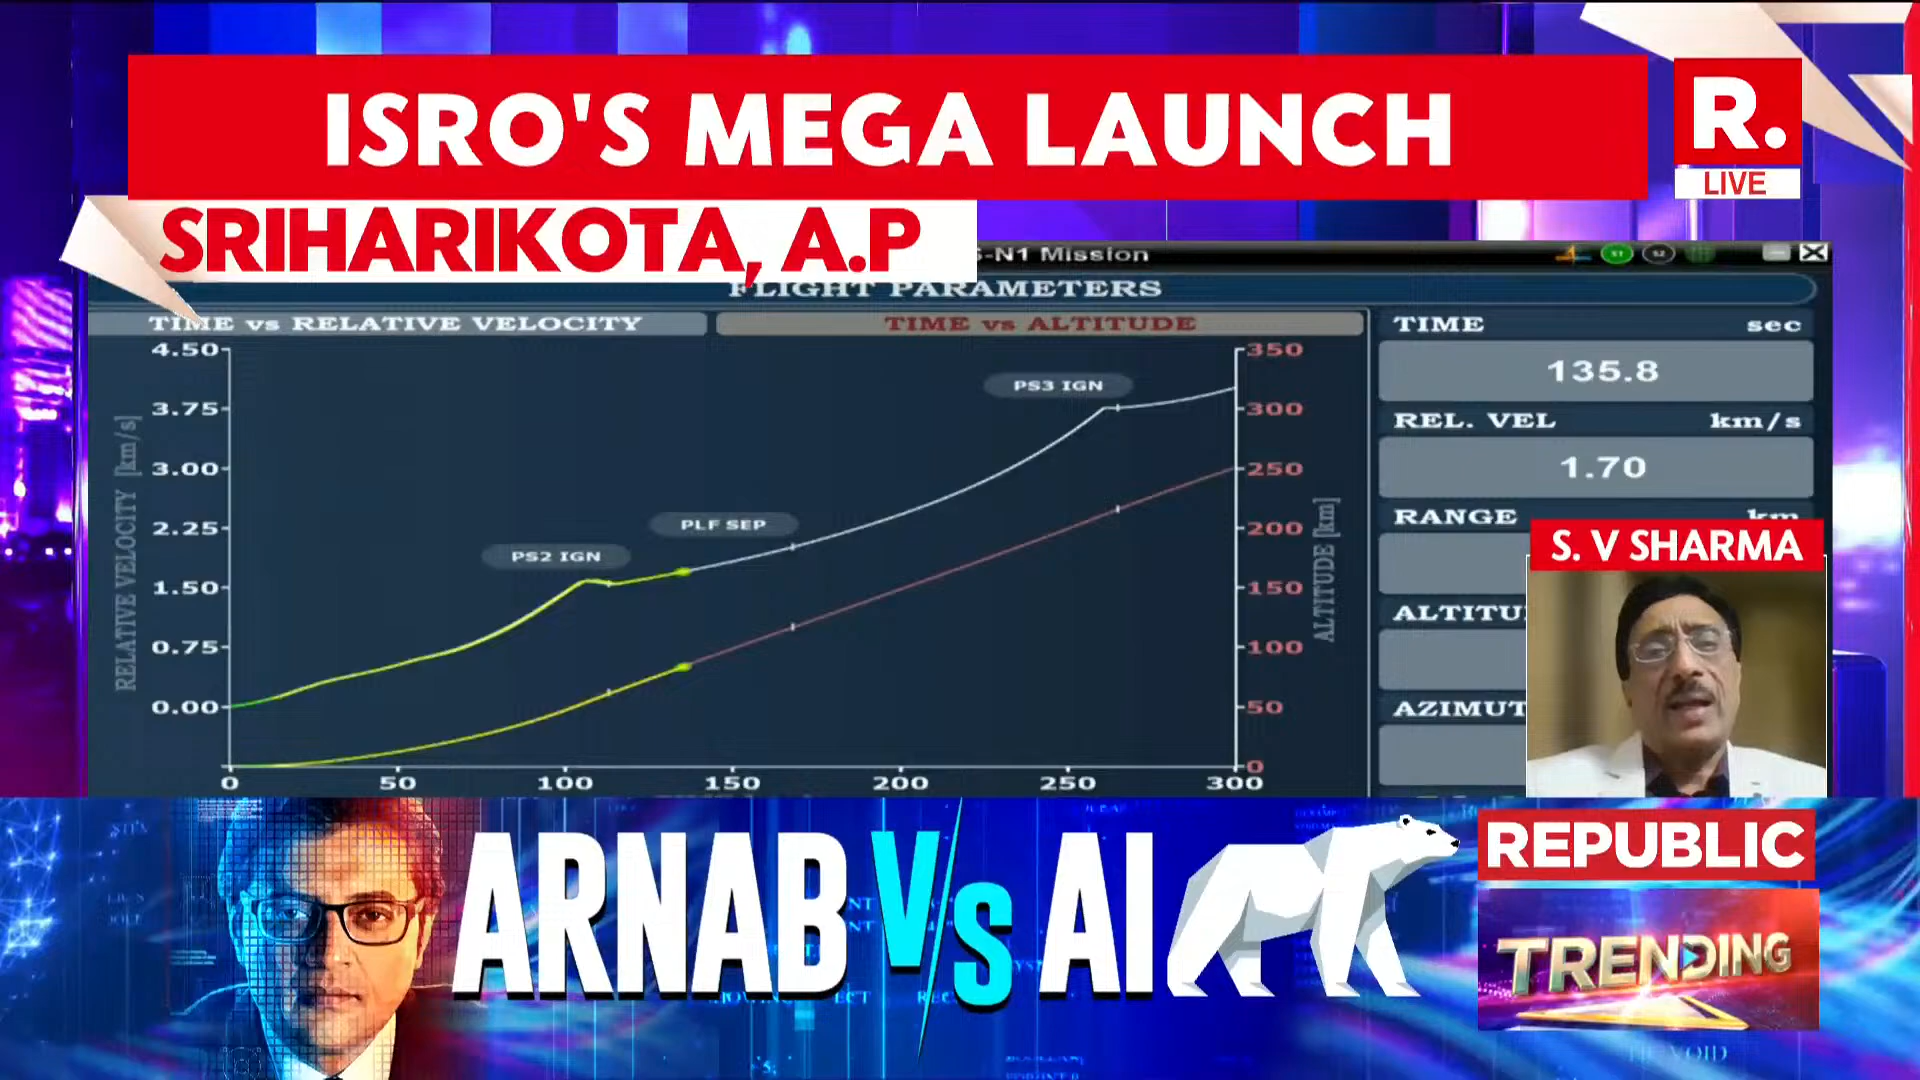 ISRO'S MEGA LAUNCH
R.
LIVE
SRIHARIKOTA, A.P
S-N1 Mission
S1
S2
FLIGHT PARAMETERS
TIME vs RELATIVE VELOCITY
TIME vs ALTITUDE
RELATIVE VELOCITY [km/s]
4.50
3.75
3.00
2.25
1.50
0.75
0.00
PS2 IGN
PLF SEP
PS3 IGN
350
300
250
200
150
100
50
0
ALTITUDE [km]
0 50 100 150 200 250 300
TIME sec
135.8
REL. VEL km/s
1.70
RANGE km
ALTITU
AZIMUT
S. V SHARMA
ARNAB Vs AI
REPUBLIC
TRENDING